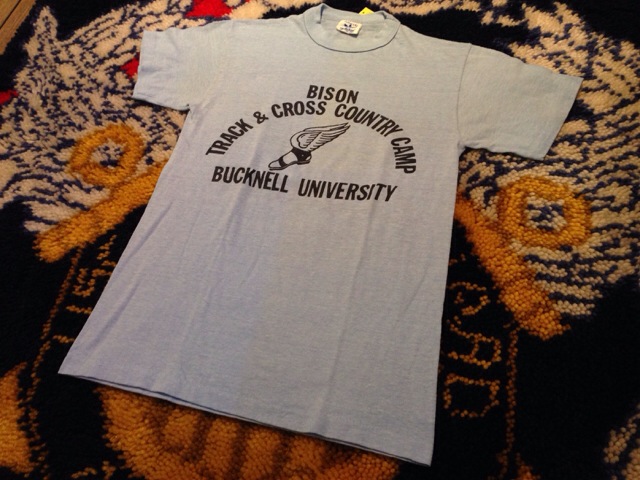 BISON
TRACK & CROSS COUNTRY CAMP
BUCKNELL UNIVERSITY